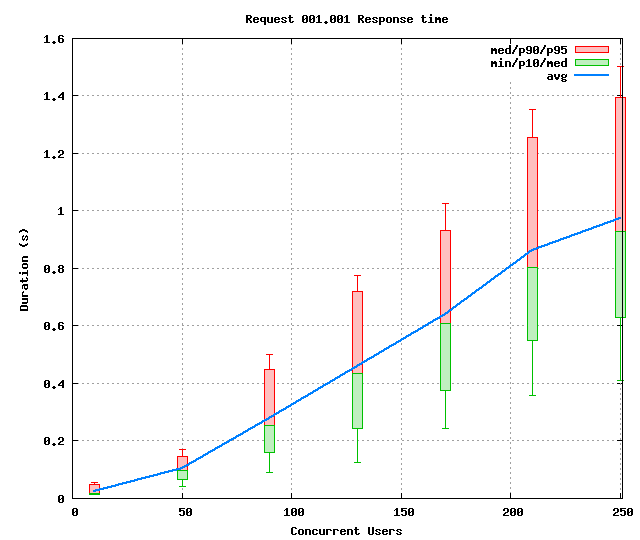 Request 001.001 Response time
med/p90/p95
min/p10/med
avg
1.6
1.4
1.2
1
0.8
0.6
0.4
0.2
0
Duration (s)
0 50 100 150 200 250
Concurrent Users